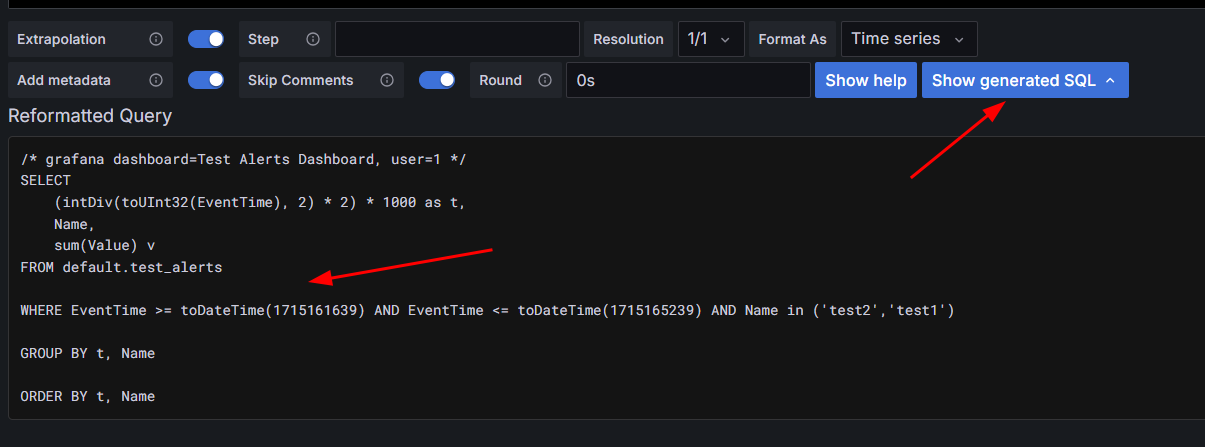 Extrapolation Step Resolution 1/1 Format As Time series
Add metadata Skip Comments Round 0s Show help Show generated SQL
Reformatted Query
/* grafana dashboard=Test Alerts Dashboard, user=1 */
SELECT
    (intDiv(toUInt32(EventTime), 2) * 2) * 1000 as t,
    Name,
    sum(Value) v
FROM default.test_alerts
WHERE EventTime >= toDateTime(1715161639) AND EventTime <= toDateTime(1715165239) AND Name in ('test2','test1')
GROUP BY t, Name
ORDER BY t, Name